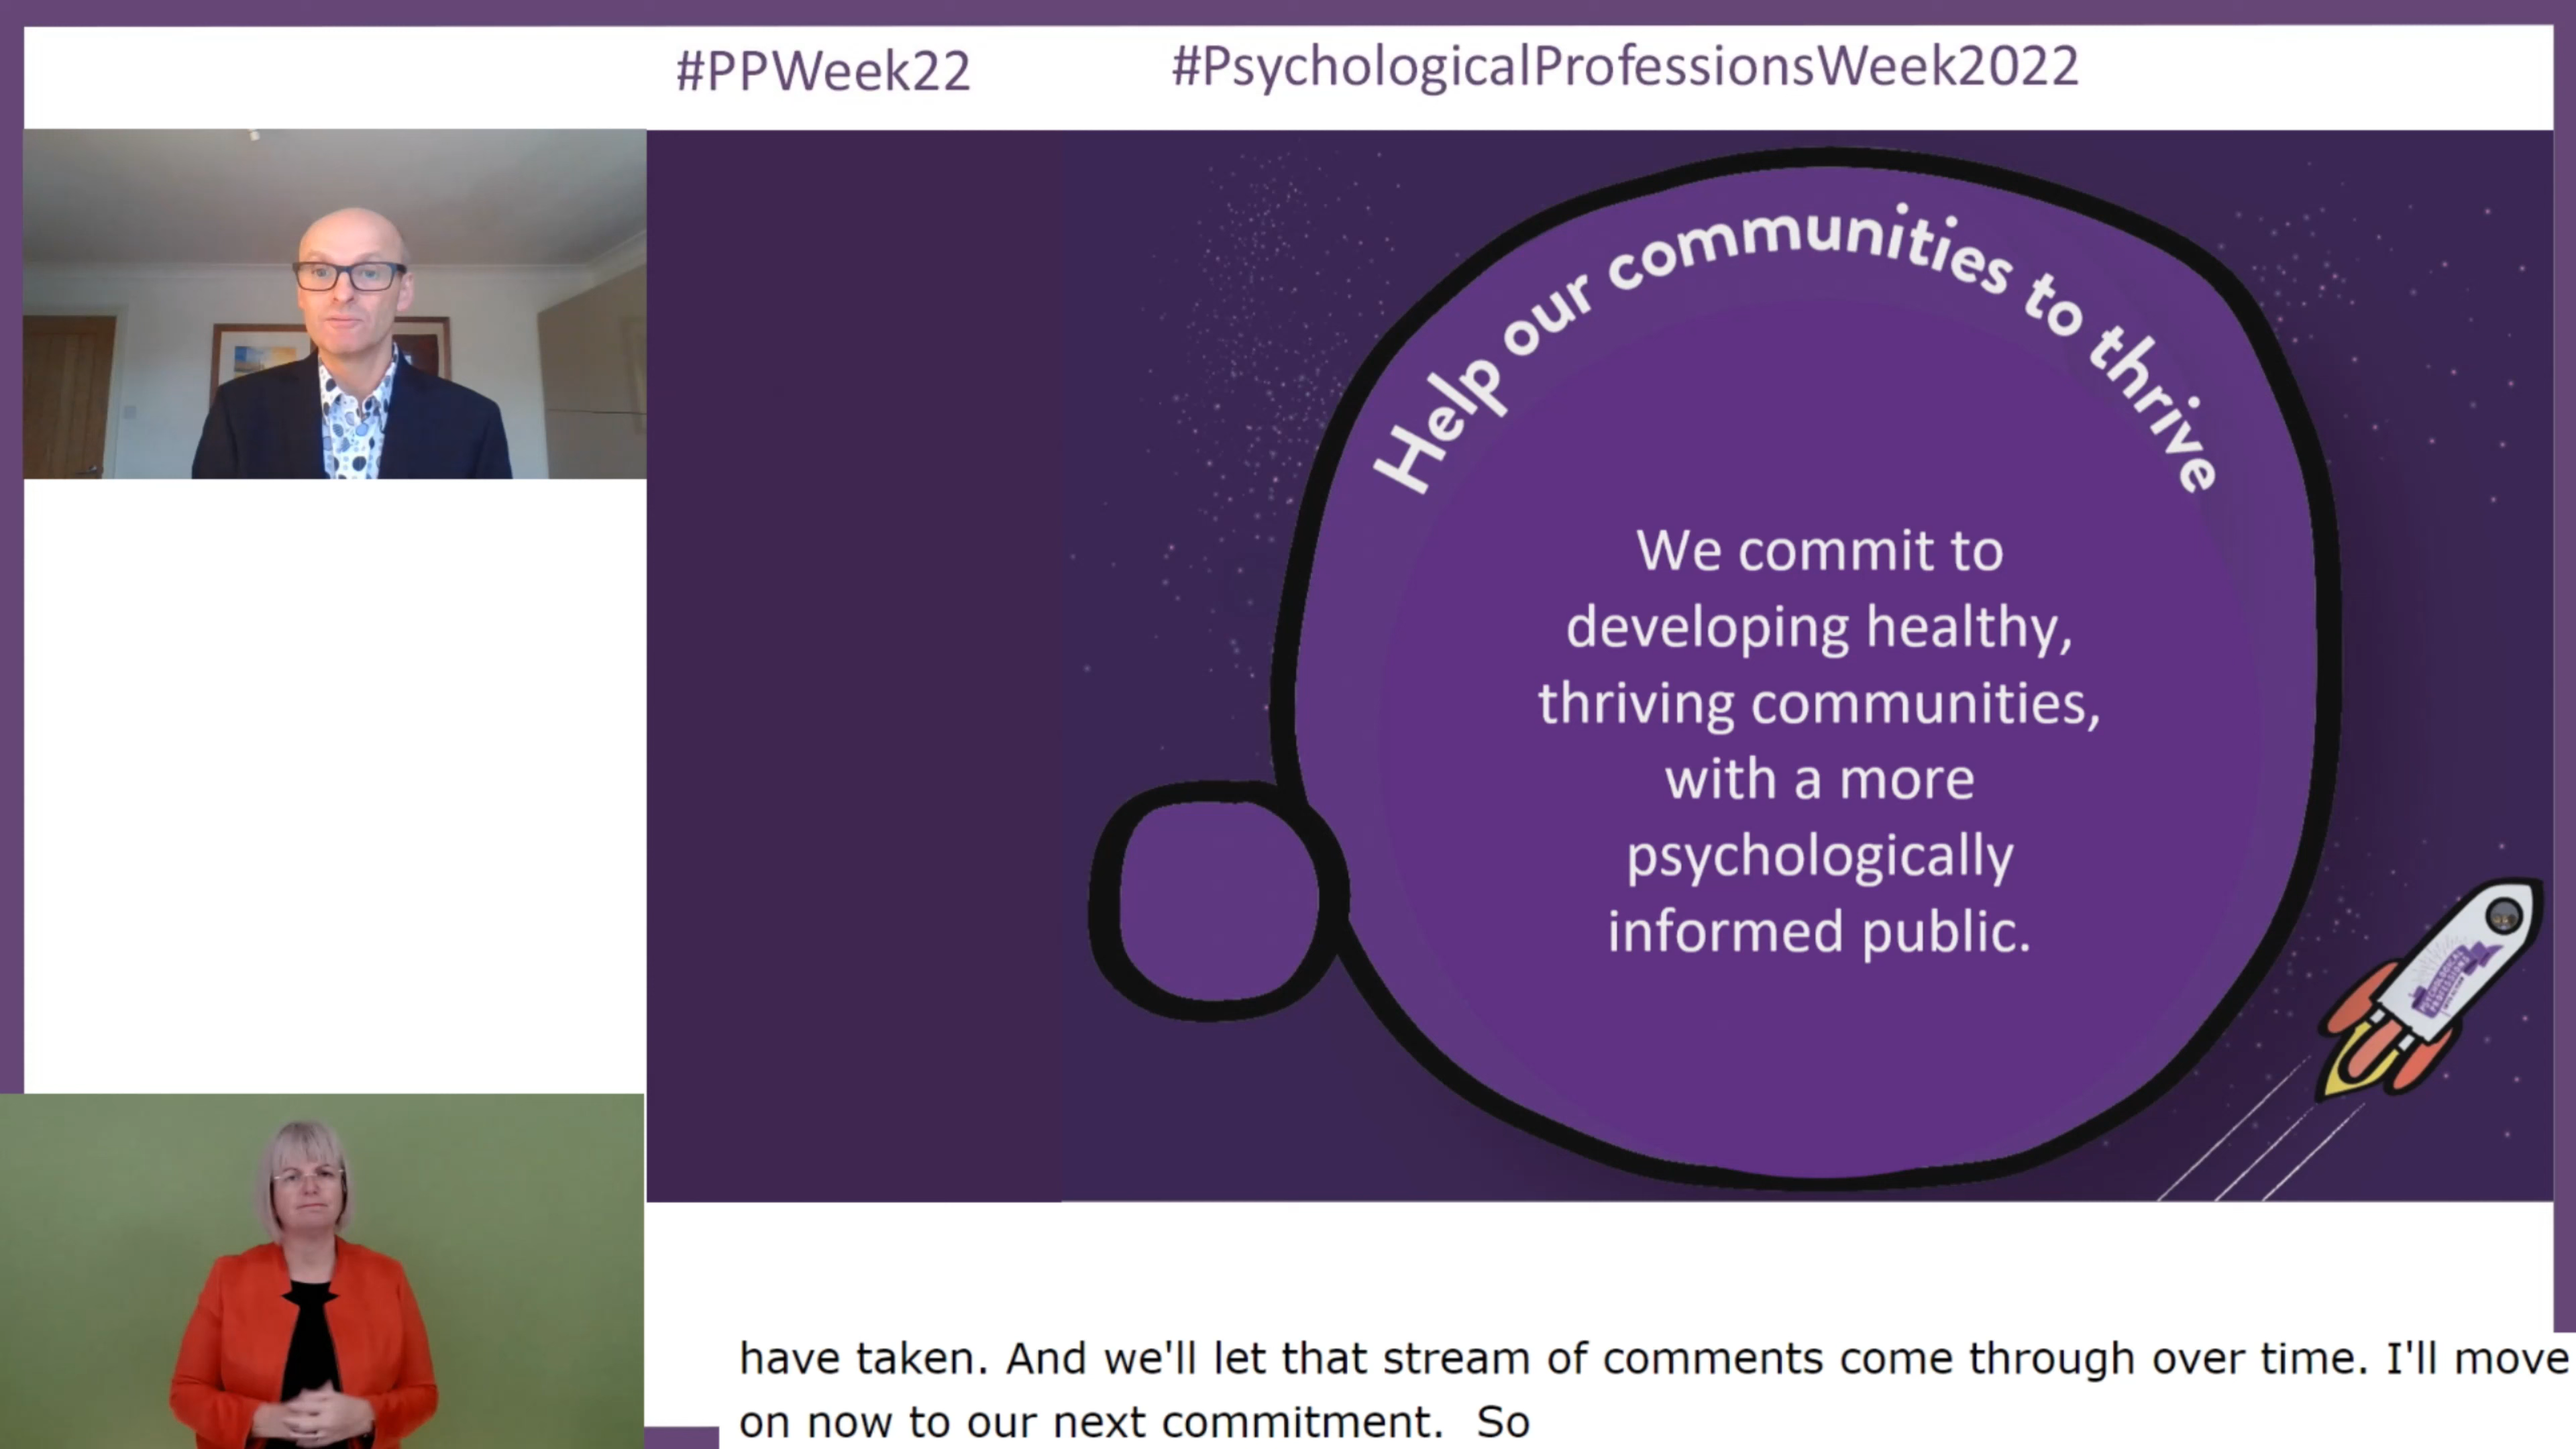 #PPWeek22
#PsychologicalProfessionsWeek2022
Help our communities to thrive
We commit to
developing healthy,
thriving communities,
with a more
psychologically
informed public.
PSYCHOLOGICAL
PROFESSIONS
have taken. And we'll let that stream of comments come through over time. I'll move
on now to our next commitment. So